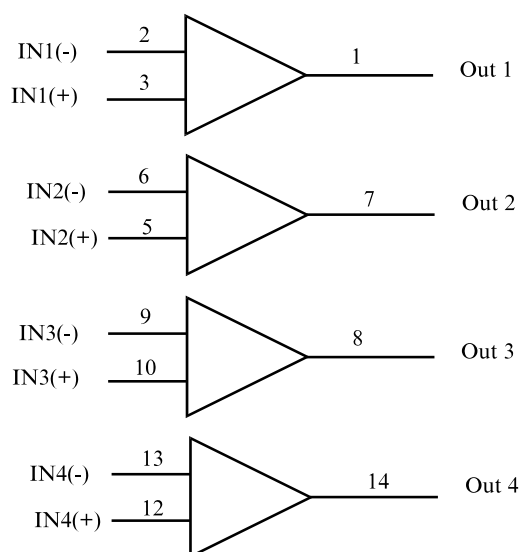 IN1(-) 2
IN1(+) 3
1 Out 1
IN2(-) 6
IN2(+) 5
7 Out 2
IN3(-) 9
IN3(+) 10
8 Out 3
IN4(-) 13
IN4(+) 12
14 Out 4